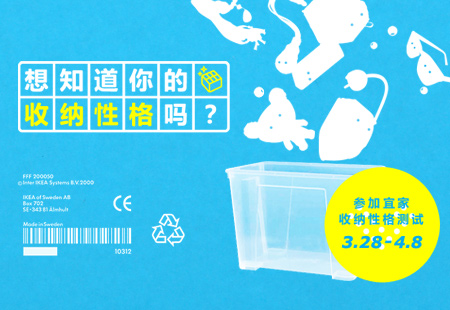 想知道你的
收纳性格吗？
FFF 200050
©Inter IKEA Systems B.V.2000
IKEA of Sweden AB
Box 702
SE-343 81 Älmhult
CE
Made in Sweden
10312
参加宜家
收纳性格测试
3.28-4.8